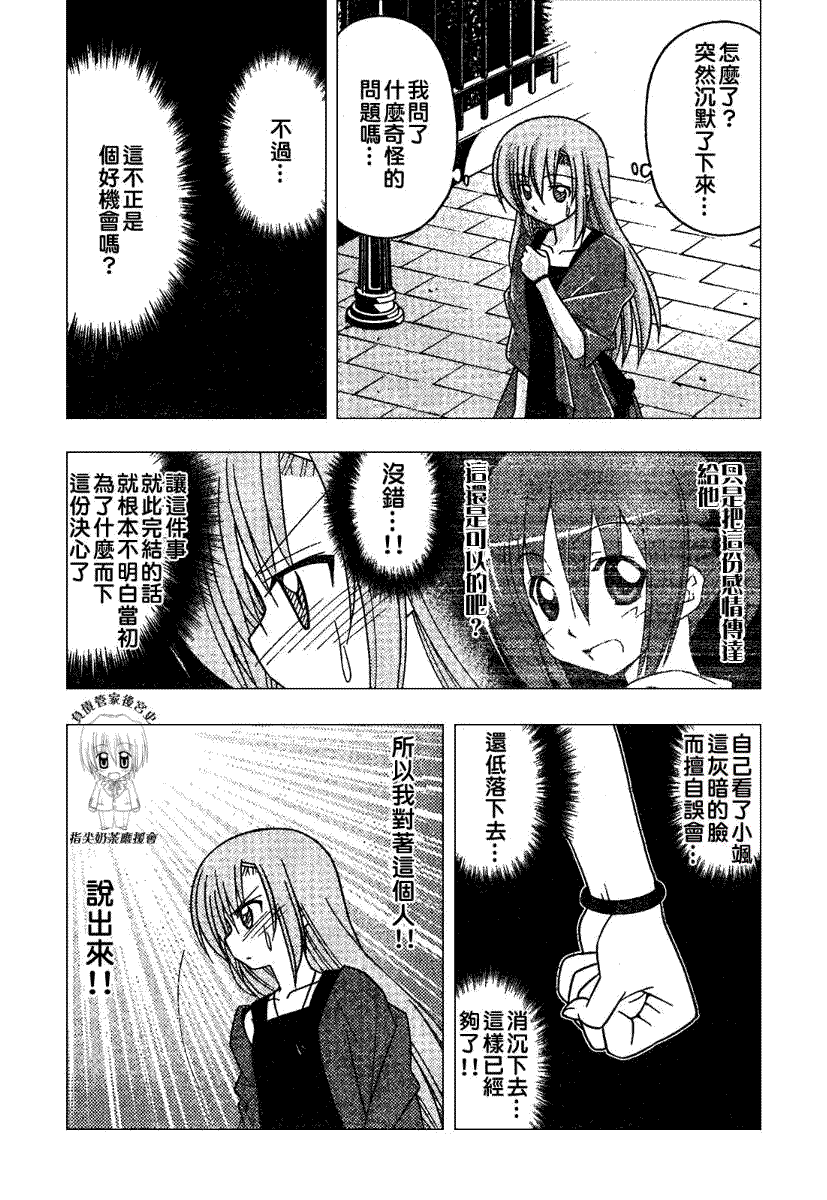 怎麼了?
突然沉默了下來…
我問了
什麼奇怪的
問題嗎…
不過…
這不正是
個好機會嗎?
只是把這份感情傳達
給他
這還是可以的吧?
沒錯…!!
讓這件事
就此完結的話
就根本不明白當初
為了什麼而下
這份決心了
自己看了小颯
這灰暗的臉
而擅自誤會…
還低落下去…
消沉下去…
這樣已經
夠了!!
所以我對著這個人!!
說出來!!
負債管家後宮史
指尖奶茶應援會